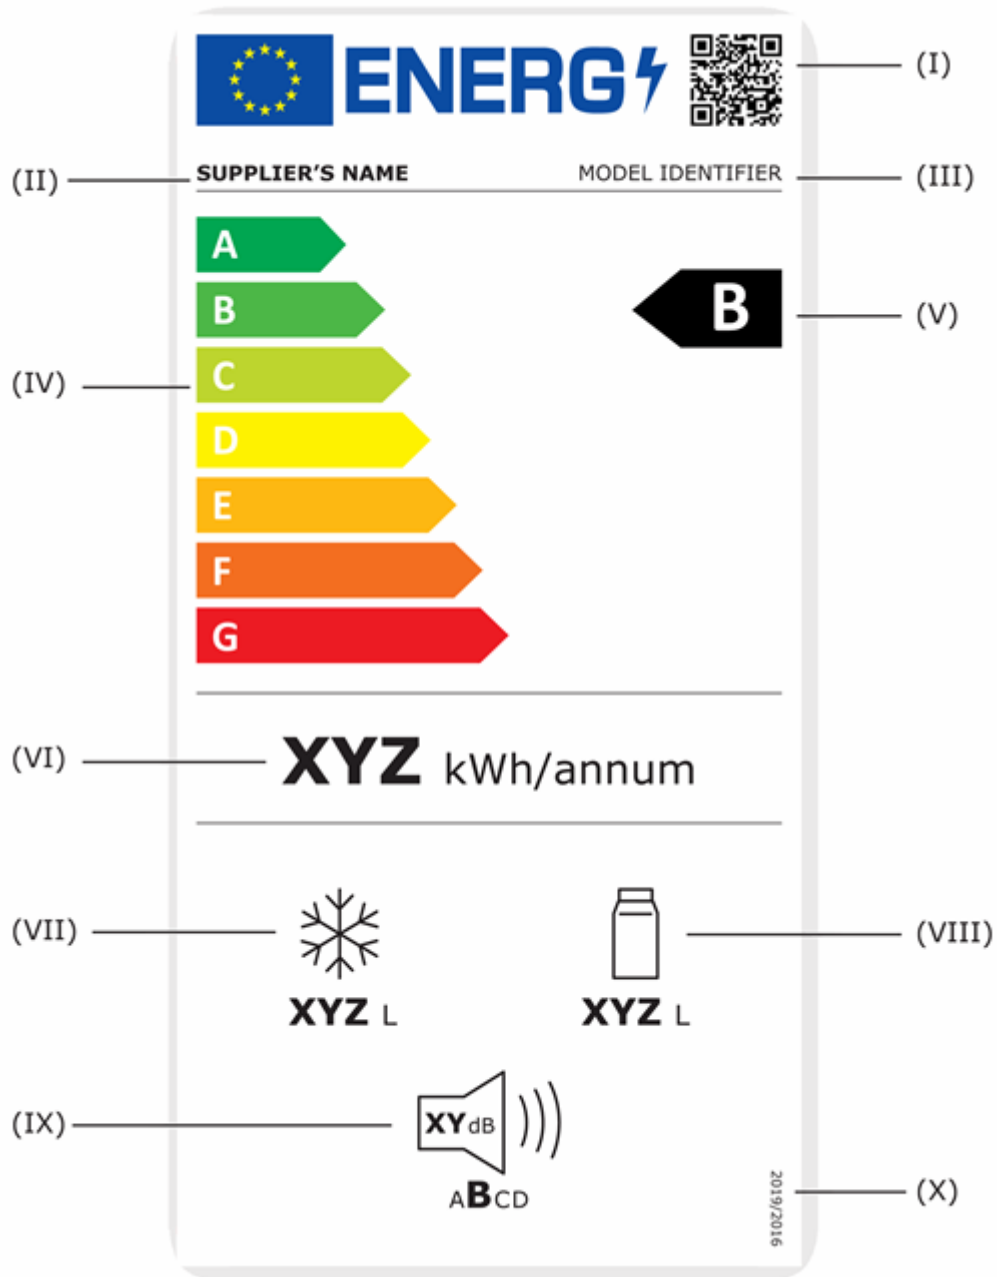 ENERG
(I)
(II)
SUPPLIER'S NAME
MODEL IDENTIFIER
(III)
A
B
B
(V)
(IV)
C
D
E
F
G
(VI)
XYZ kWh/annum
(VII)
(VIII)
XYZ L
XYZ L
(IX)
XY dB
ABCD
2019/2016
(X)